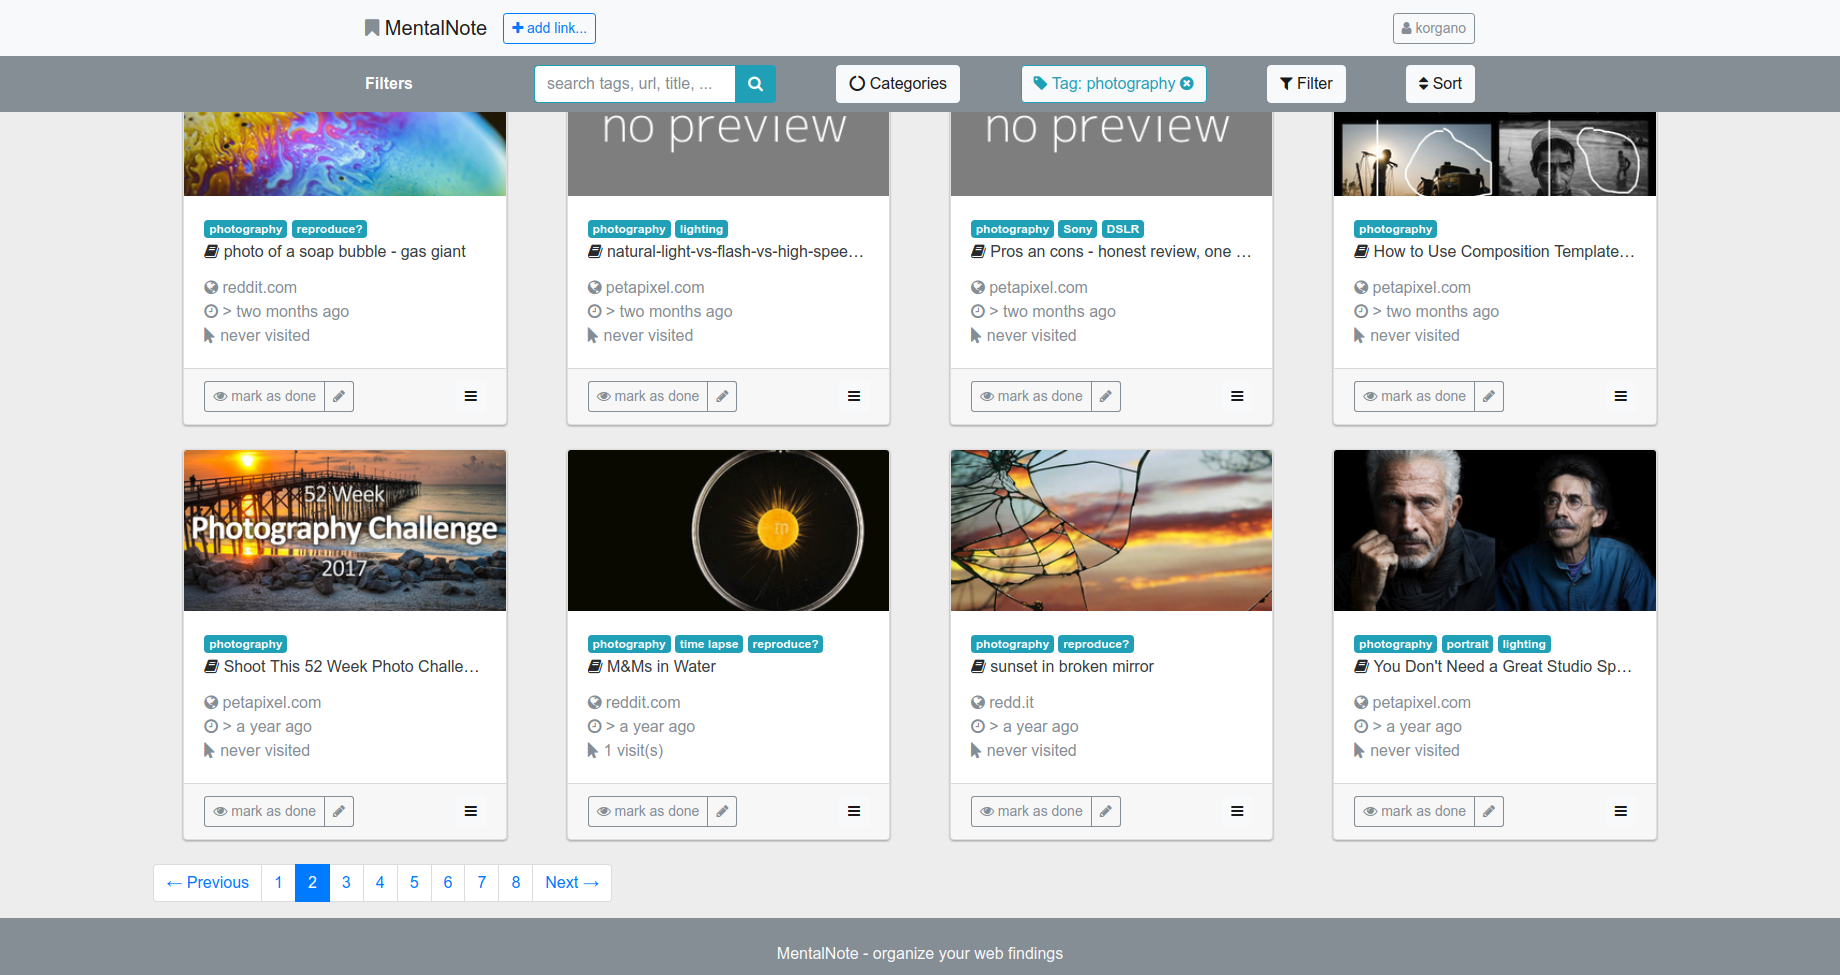 MentalNote
add link...
korgano
Filters
search tags, url, title, ...
Categories
Tag: photography
Filter
Sort
no preview
no preview
photography reproduce?
photo of a soap bubble - gas giant
reddit.com
> two months ago
never visited
mark as done
photography lighting
natural-light-vs-flash-vs-high-spee...
petapixel.com
> two months ago
never visited
mark as done
photography Sony DSLR
Pros an cons - honest review, one ...
petapixel.com
> two months ago
never visited
mark as done
photography
How to Use Composition Template...
petapixel.com
> two months ago
never visited
mark as done
52 Week
Photography Challenge
2017
photography
Shoot This 52 Week Photo Challe...
petapixel.com
> a year ago
never visited
mark as done
m
photography time lapse reproduce?
M&Ms in Water
reddit.com
> a year ago
1 visit(s)
mark as done
photography reproduce?
sunset in broken mirror
redd.it
> a year ago
never visited
mark as done
photography portrait lighting
You Don't Need a Great Studio Sp...
petapixel.com
> a year ago
never visited
mark as done
← Previous 1 2 3 4 5 6 7 8 Next →
MentalNote - organize your web findings